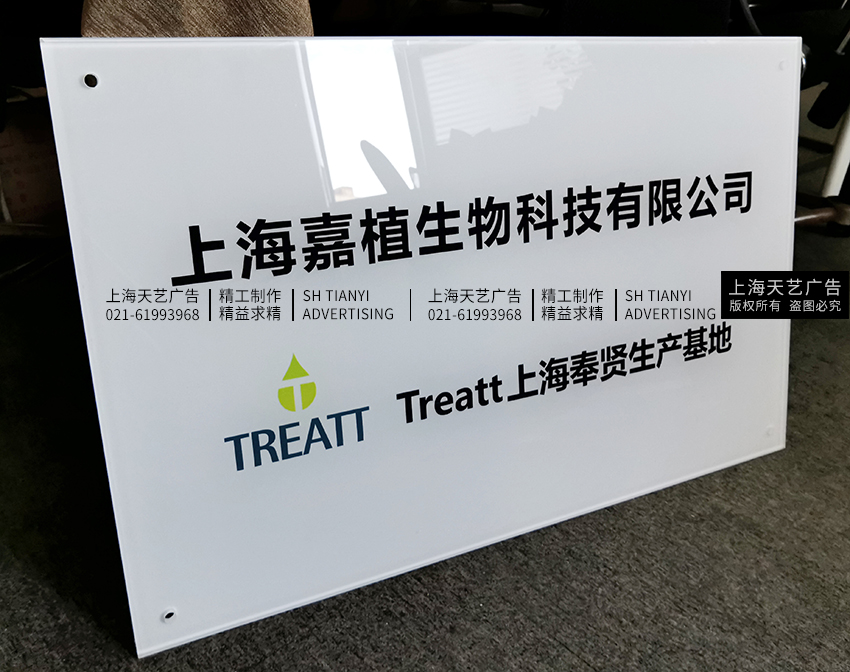 上海嘉植生物科技有限公司
上海天艺广告 精工制作 SH TIANYI 上海天艺广告 精工制作 SH TIANYI
021-61993968 精益求精 ADVERTISING 021-61993968 精益求精 ADVERTISING
上海天艺广告
版权所有 盗图必究
TREATT
Treatt上海奉贤生产基地